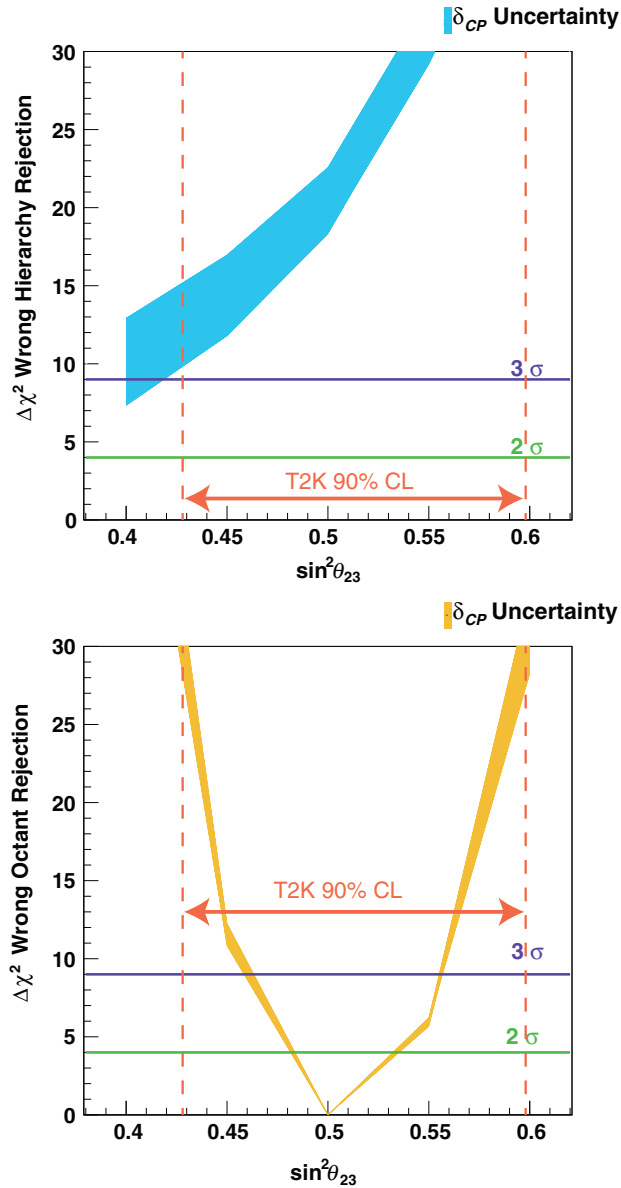 δCP Uncertainty
30
25
20
15
10
5
0
Δχ² Wrong Hierarchy Rejection
3 σ
2 σ
T2K 90% CL
0.4 0.45 0.5 0.55 0.6
sin²θ23
δCP Uncertainty
30
25
20
15
10
5
0
Δχ² Wrong Octant Rejection
T2K 90% CL
3 σ
2 σ
0.4 0.45 0.5 0.55 0.6
sin²θ23